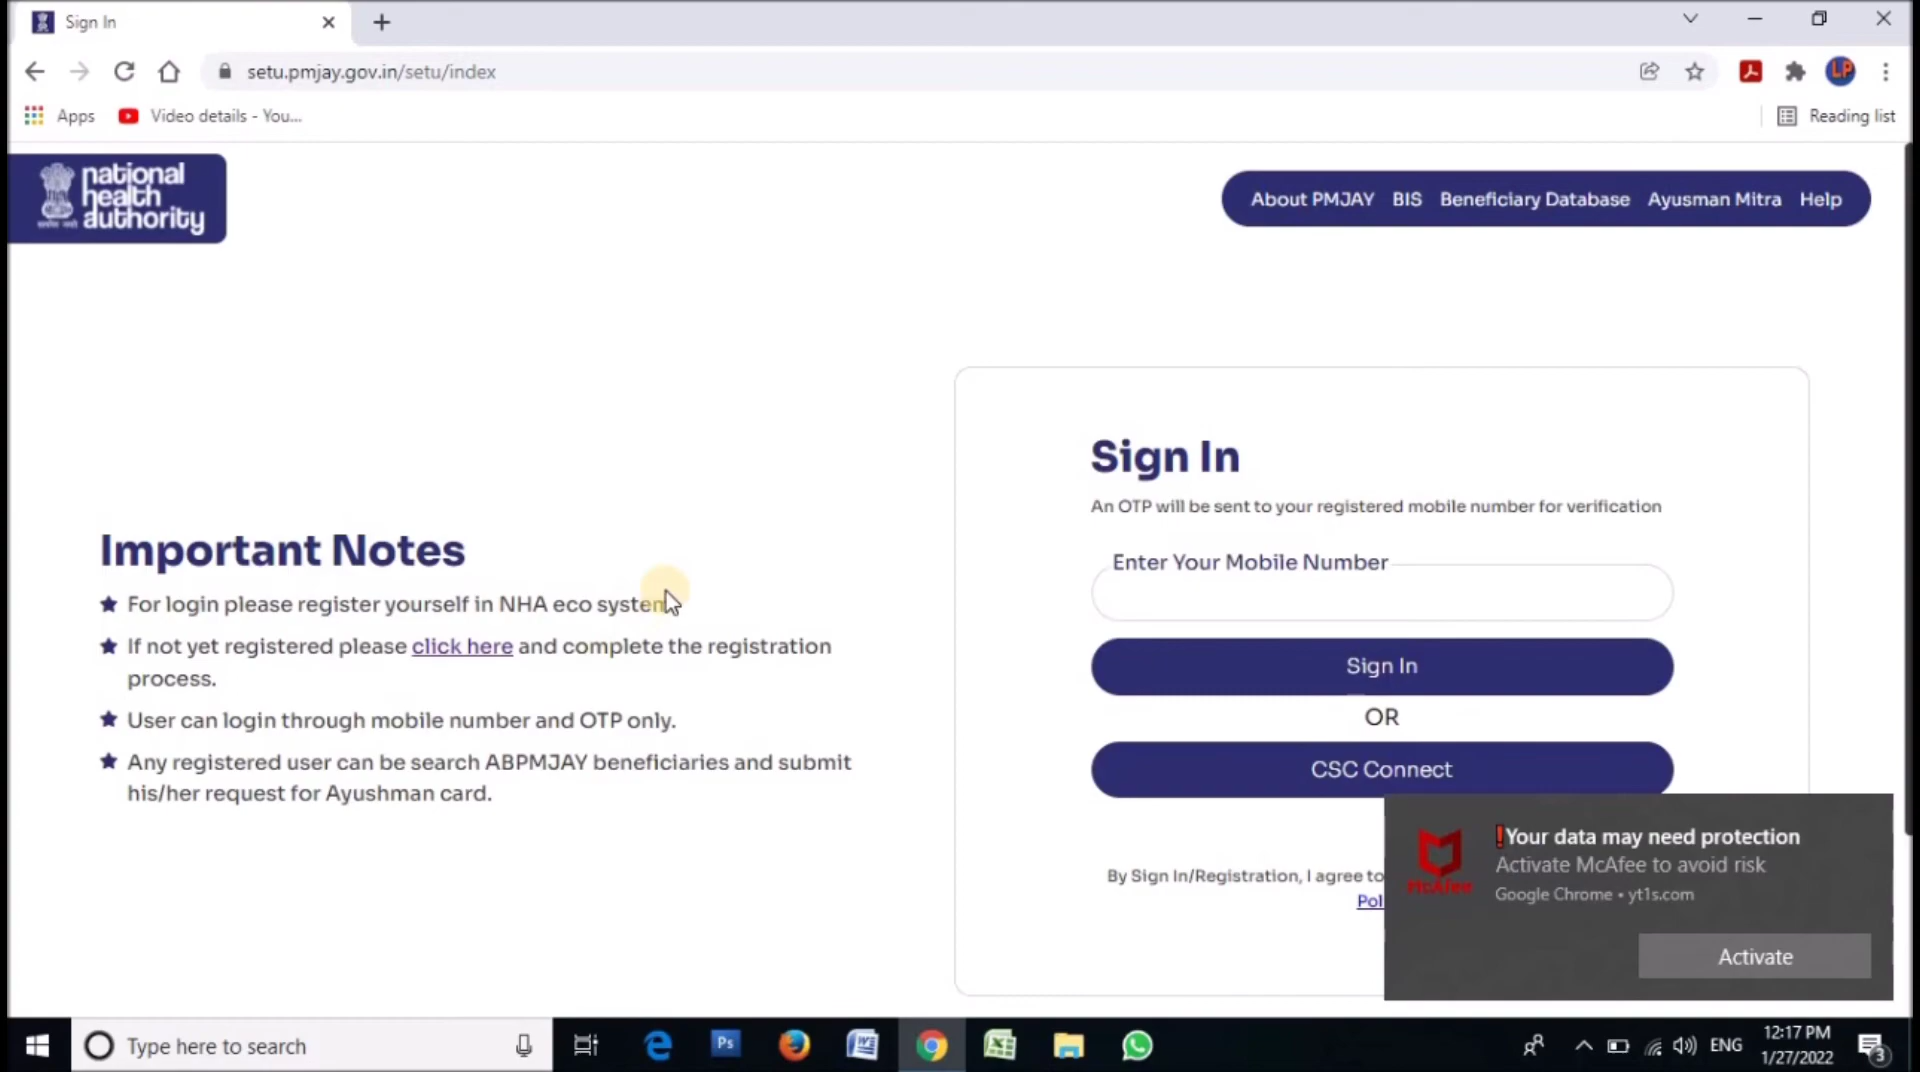 Sign In
setu.pmjay.gov.in/setu/index
LP
Apps
Video details - You...
Reading list
national
health
authority
About PMJAY BIS Beneficiary Database Ayusman Mitra Help
Important Notes
For login please register yourself in NHA eco system
If not yet registered please click here and complete the registration
process.
User can login through mobile number and OTP only.
Any registered user can be search ABPMJAY beneficiaries and submit
his/her request for Ayushman card.
Sign In
An OTP will be sent to your registered mobile number for verification
Enter Your Mobile Number
Sign In
OR
CSC Connect
By Sign In/Registration, I agree to
Pol
McAfee
❗Your data may need protection
Activate McAfee to avoid risk
Google Chrome • yt1s.com
Activate
Type here to search
Ps
ENG
12:17 PM
1/27/2022
3